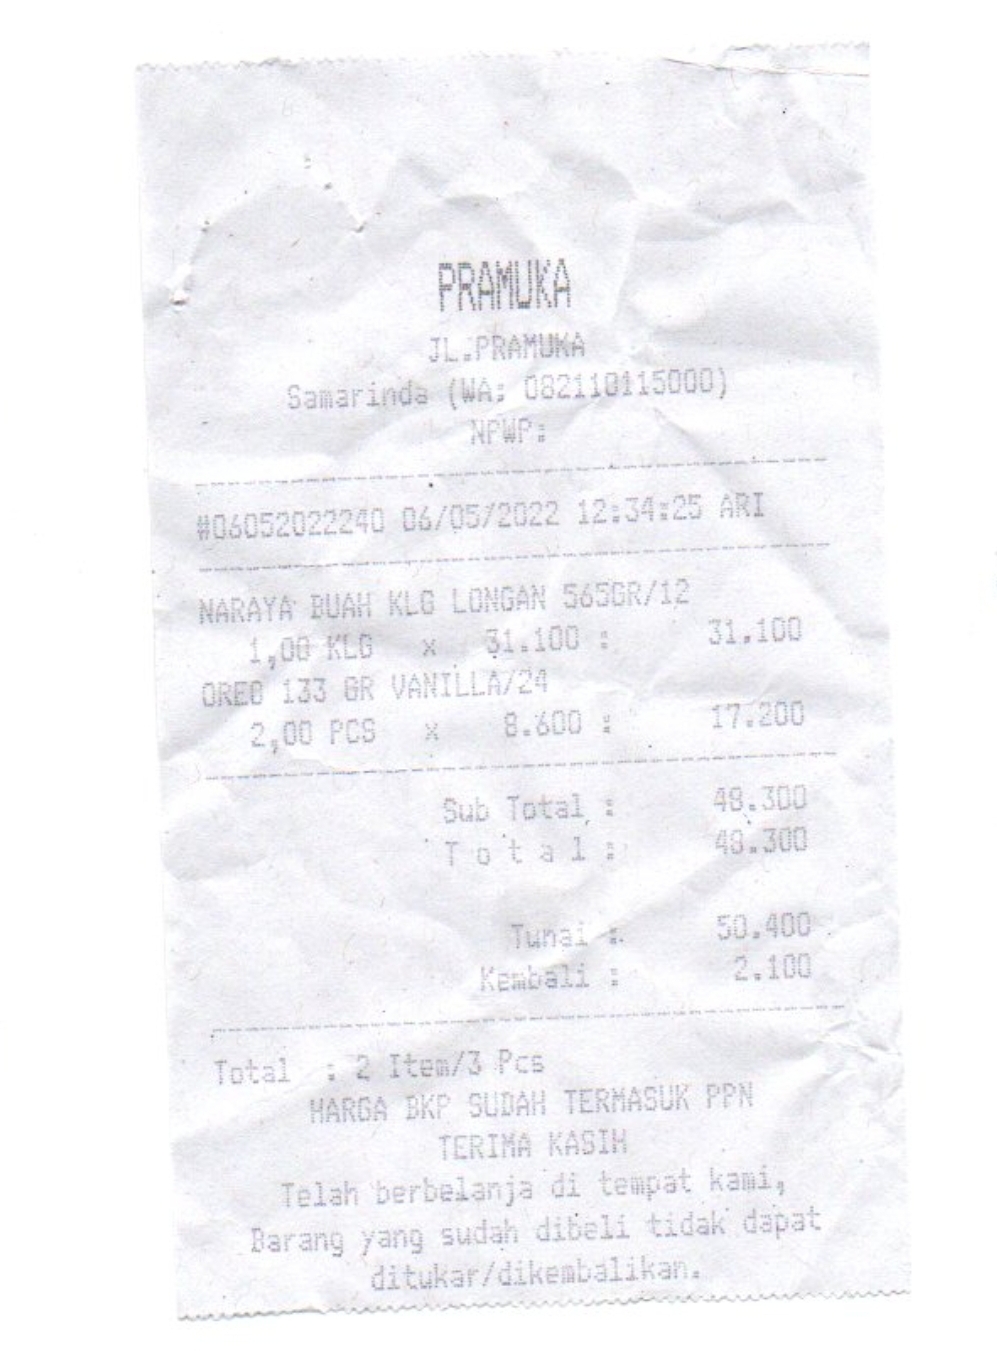 PRAMUKA
JL.PRAMUKA
Samarinda (WA: 082110115000)
NPWP:
#06052022240 06/05/2022 12:34:25 ARI
NARAYA BUAH KLG LONGAN 565GR/12
1,00 KLG x 31.100 : 31.100
OREO 133 GR VANILLA/24
2,00 PCS x 8.600 : 17.200
Sub Total : 48.300
T o t a l : 48.300
Tunai : 50.400
Kembali : 2.100
Total : 2 Item/3 Pcs
HARGA BKP SUDAH TERMASUK PPN
TERIMA KASIH
Telah berbelanja di tempat kami,
Barang yang sudah dibeli tidak dapat
ditukar/dikembalikan.